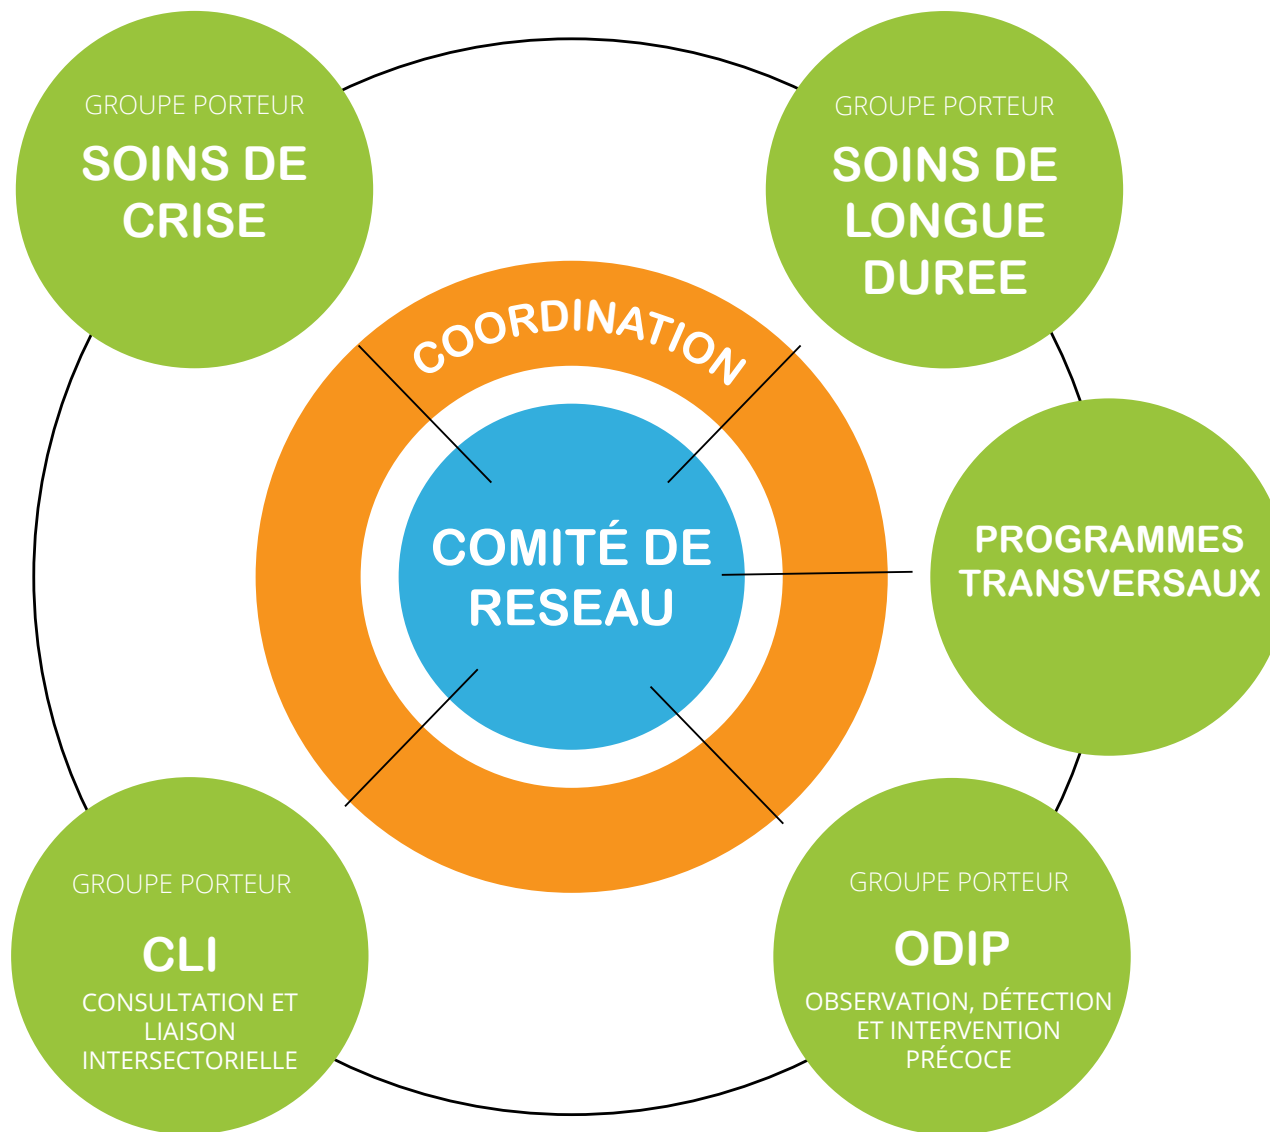 GROUPE PORTEUR
SOINS DE
CRISE
GROUPE PORTEUR
SOINS DE
LONGUE
DUREE
COORDINATION
COMITÉ DE
RESEAU
PROGRAMMES
TRANSVERSAUX
GROUPE PORTEUR
CLI
CONSULTATION ET
LIAISON
INTERSECTORIELLE
GROUPE PORTEUR
ODIP
OBSERVATION, DÉTECTION
ET INTERVENTION
PRÉCOCE